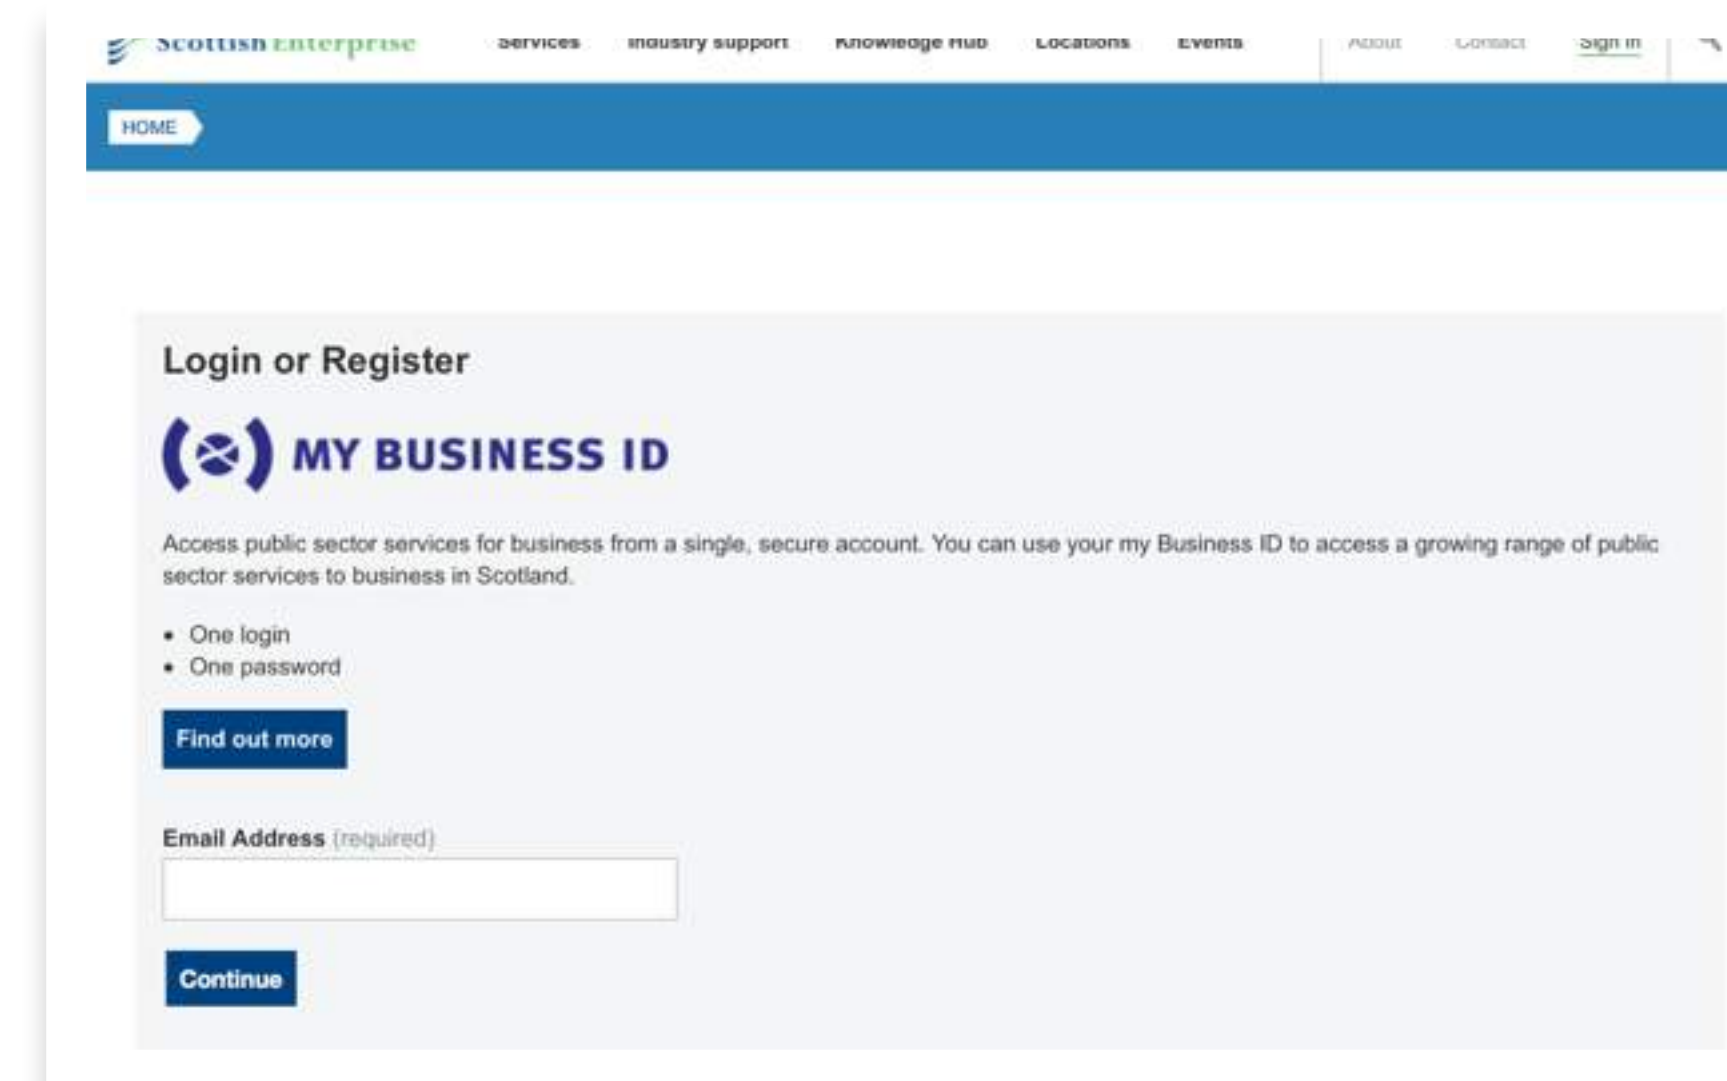 Scottish Enterprise Services Industry support Knowledge Hub Locations Events About Contact Sign in
HOME
Login or Register
MY BUSINESS ID
Access public sector services for business from a single, secure account. You can use your my Business ID to access a growing range of public
sector services to business in Scotland.
• One login
• One password
Find out more
Email Address (required)
Continue